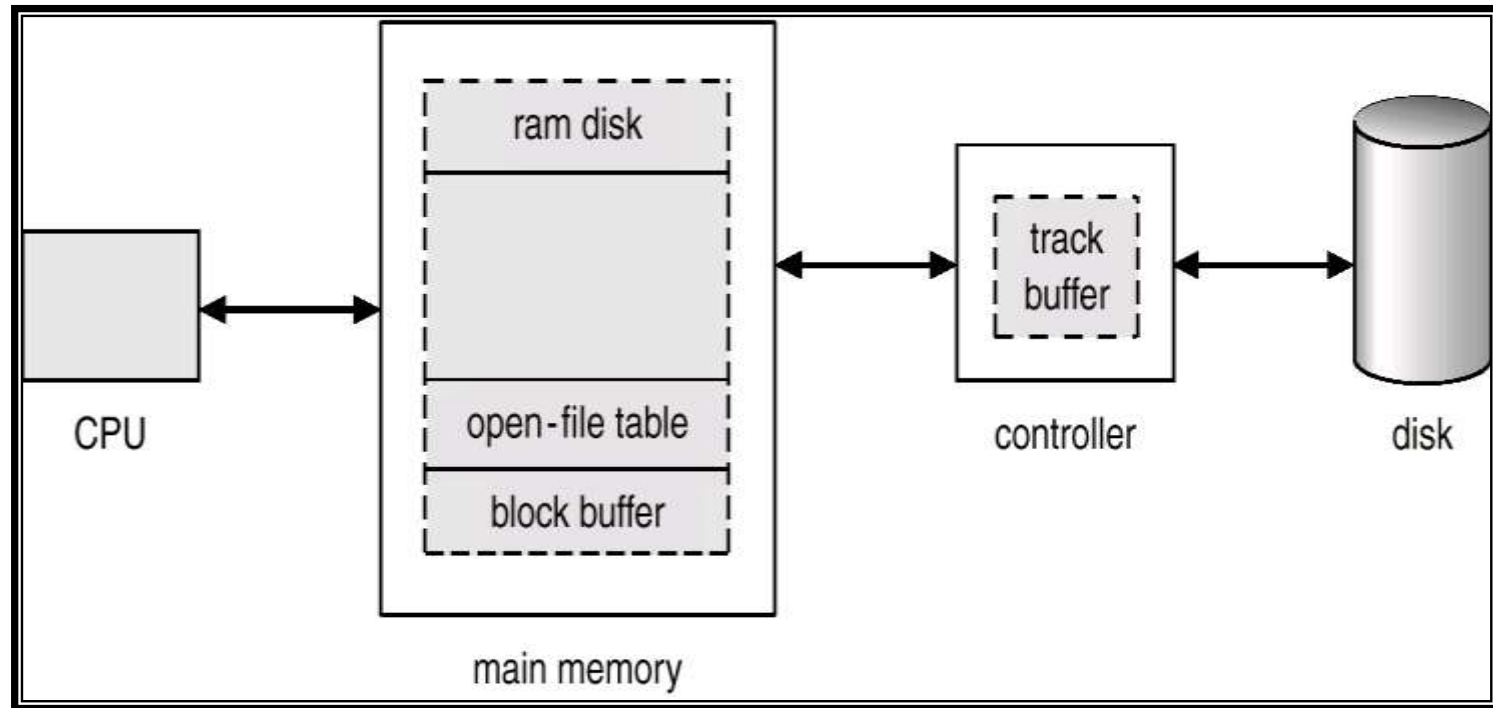 ram disk
open-file table
block buffer
track
buffer
CPU
main memory
controller
disk